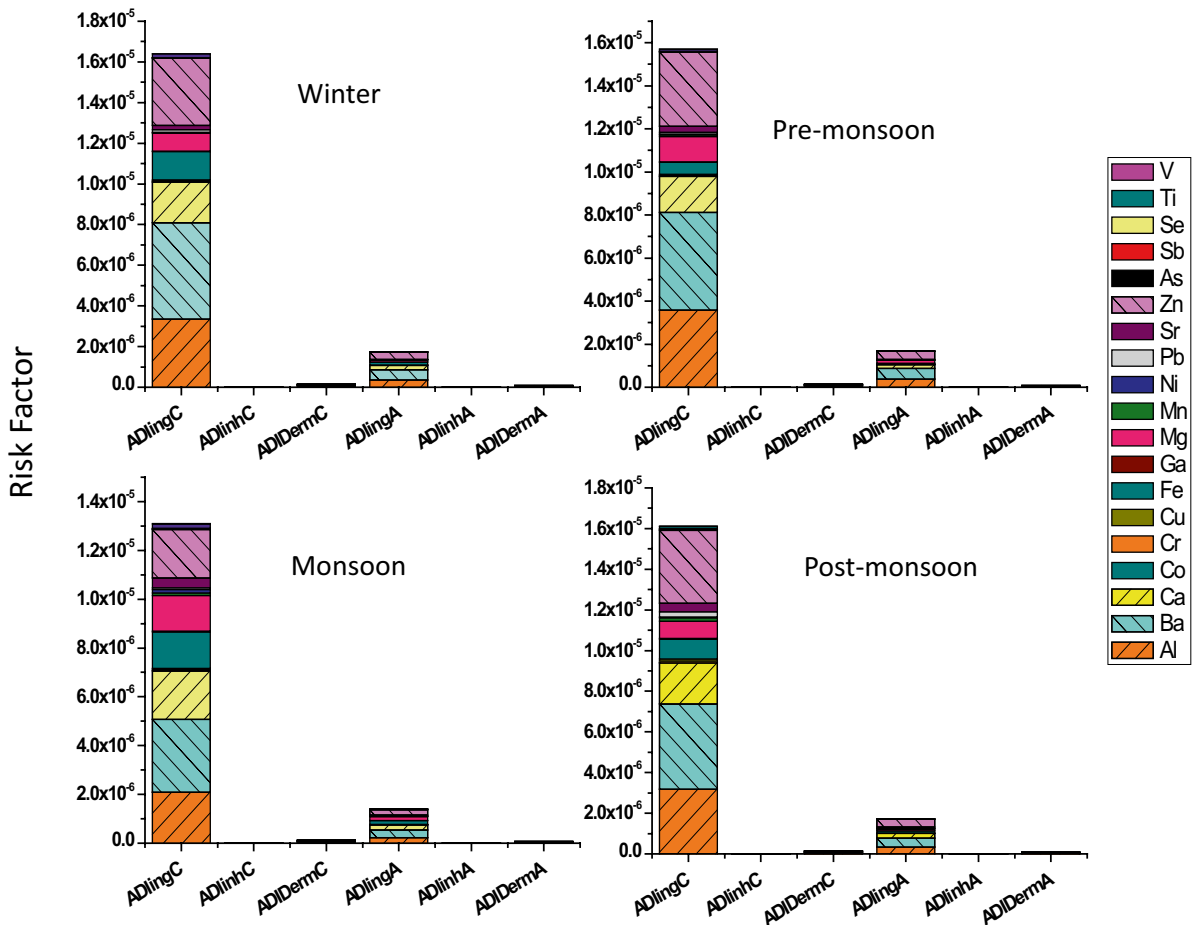 Risk Factor
1.8x10⁻⁵
1.6x10⁻⁵
1.4x10⁻⁵
1.2x10⁻⁵
1.0x10⁻⁵
8.0x10⁻⁶
6.0x10⁻⁶
4.0x10⁻⁶
2.0x10⁻⁶
0.0
Winter
ADIingC
ADIinhC
ADIDermC
ADIingA
ADIinhA
ADIDermA
1.6x10⁻⁵
1.4x10⁻⁵
1.2x10⁻⁵
1.0x10⁻⁵
8.0x10⁻⁶
6.0x10⁻⁶
4.0x10⁻⁶
2.0x10⁻⁶
0.0
Pre-monsoon
ADIingC
ADIinhC
ADIDermC
ADIingA
ADIinhA
ADIDermA
1.4x10⁻⁵
1.2x10⁻⁵
1.0x10⁻⁵
8.0x10⁻⁶
6.0x10⁻⁶
4.0x10⁻⁶
2.0x10⁻⁶
0.0
Monsoon
ADIingC
ADIinhC
ADIDermC
ADIingA
ADIinhA
ADIDermA
1.8x10⁻⁵
1.6x10⁻⁵
1.4x10⁻⁵
1.2x10⁻⁵
1.0x10⁻⁵
8.0x10⁻⁶
6.0x10⁻⁶
4.0x10⁻⁶
2.0x10⁻⁶
0.0
Post-monsoon
ADIingC
ADIinhC
ADIDermC
ADIingA
ADIinhA
ADIDermA
V
Ti
Se
Sb
As
Zn
Sr
Pb
Ni
Mn
Mg
Ga
Fe
Cu
Cr
Co
Ca
Ba
Al